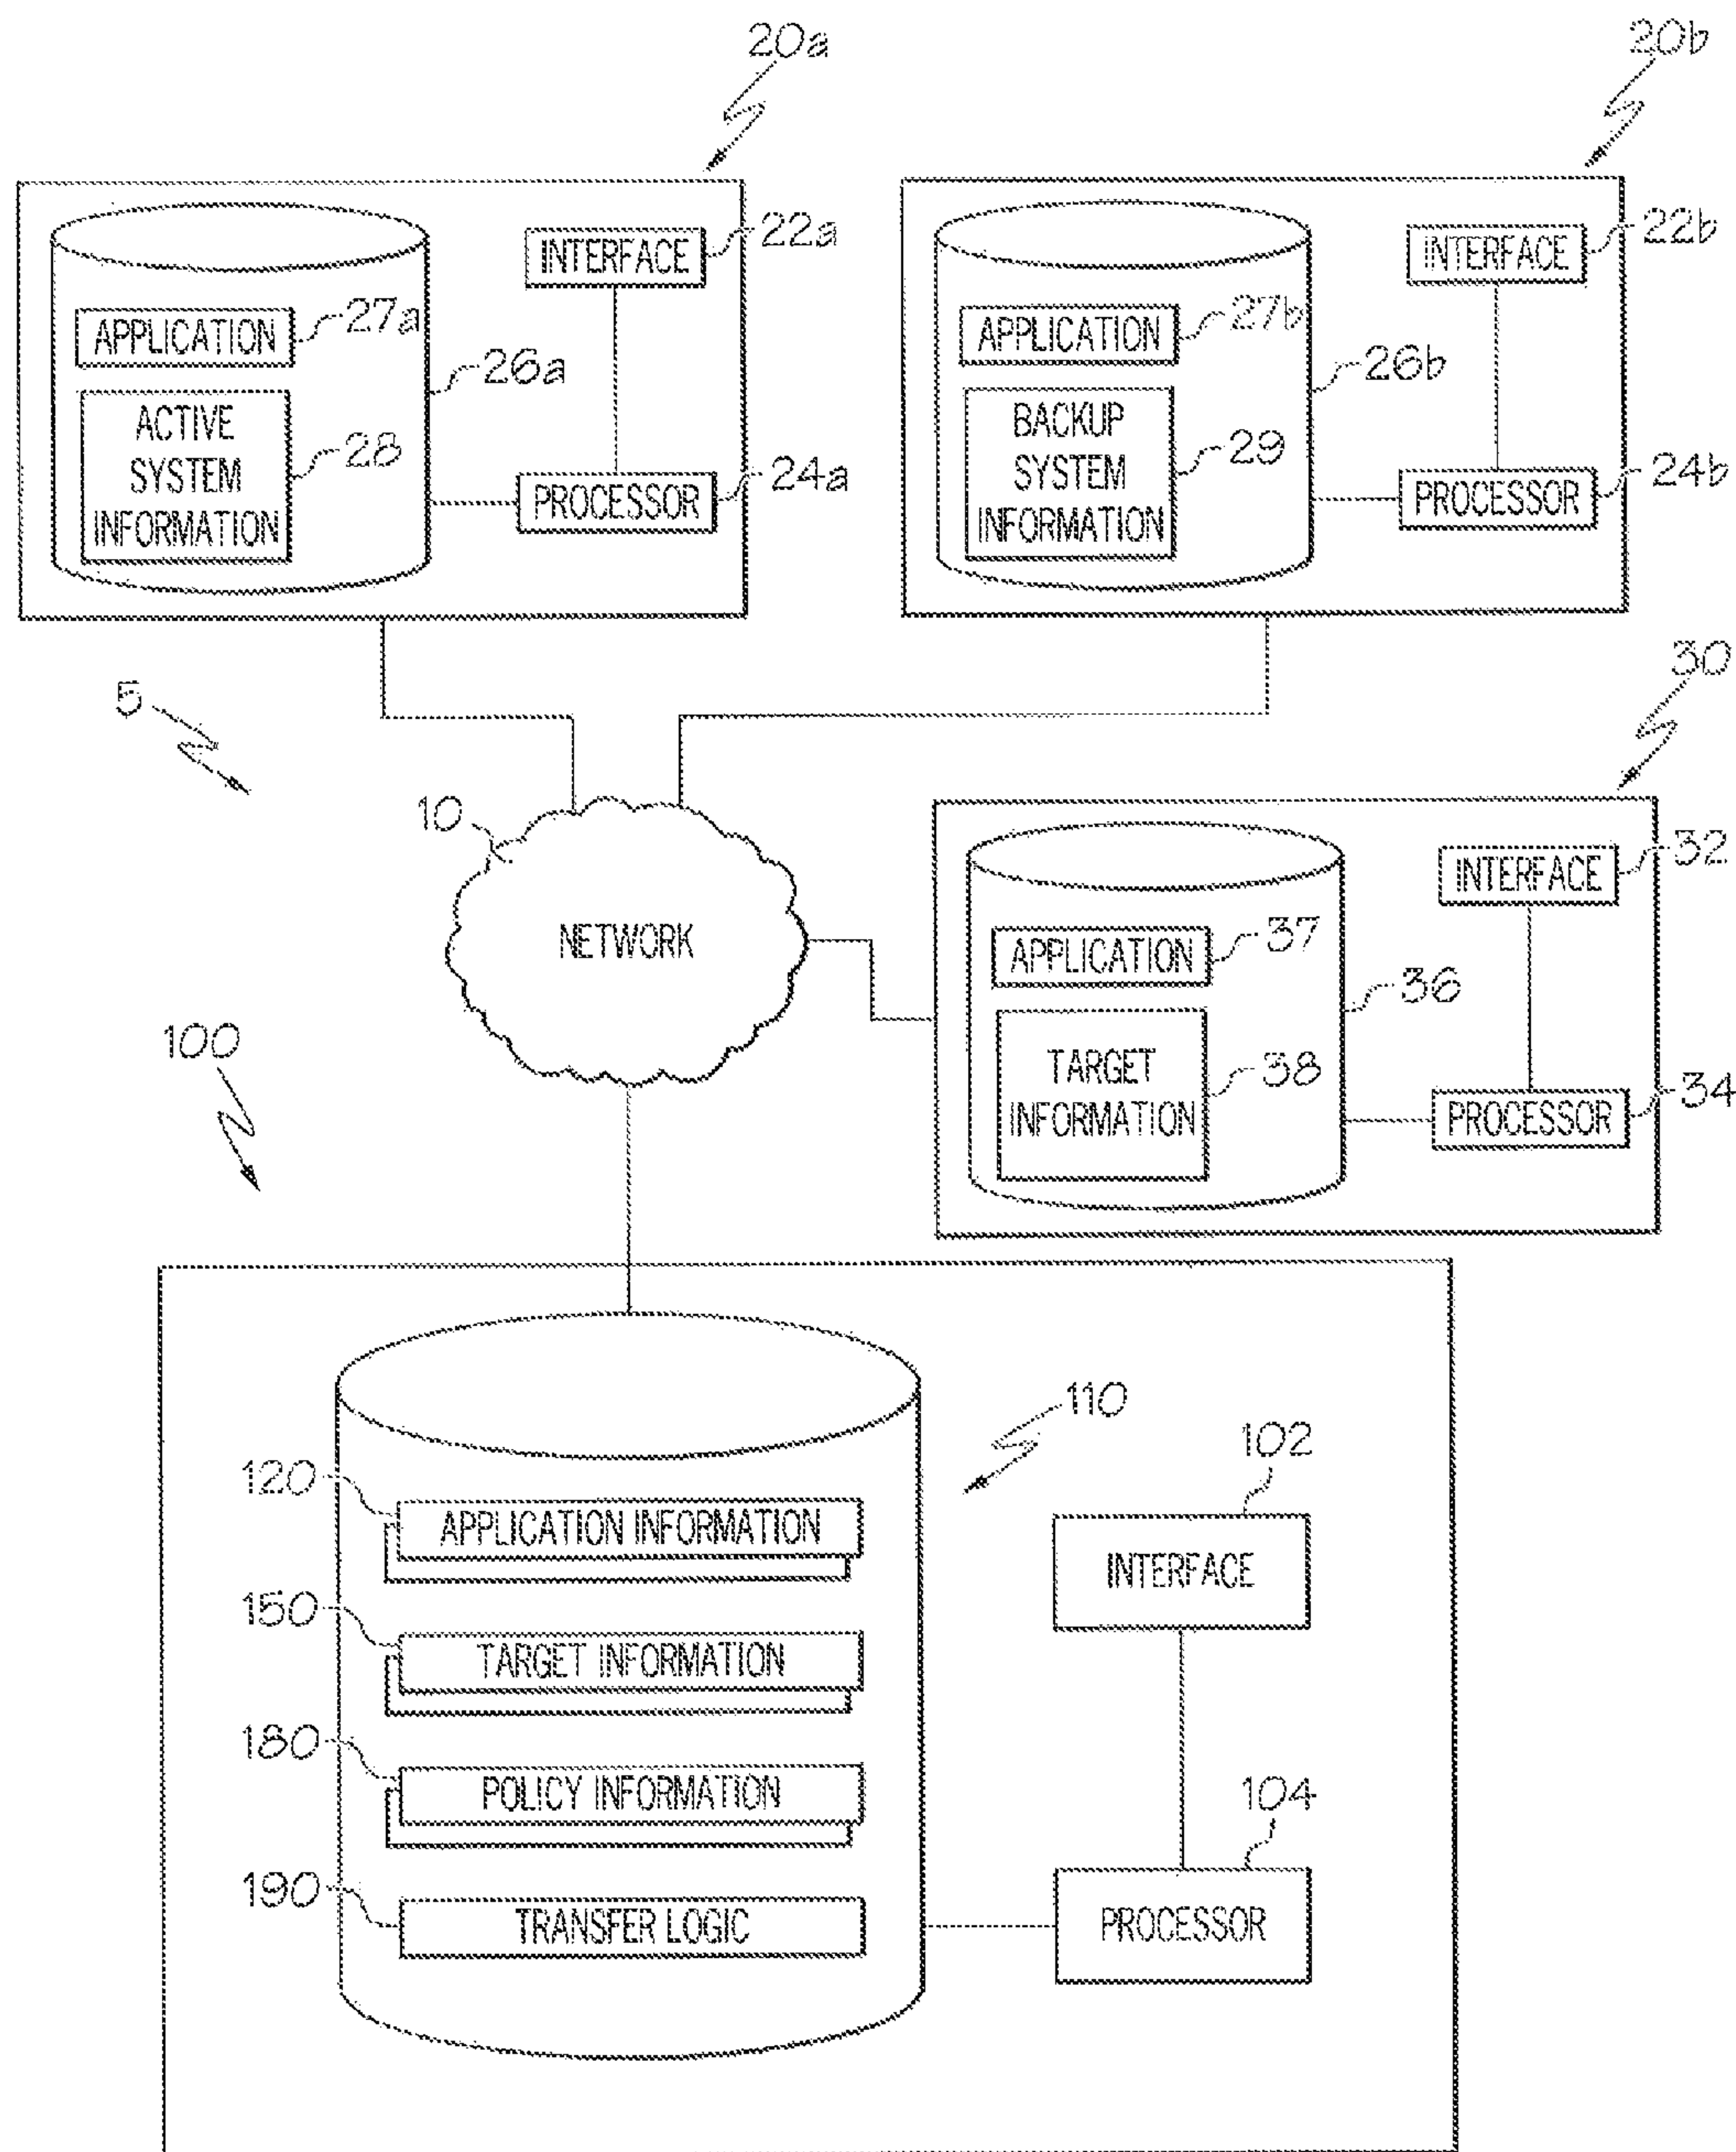 20a
20b
INTERFACE
22a
APPLICATION
27a
26a
ACTIVE
SYSTEM
INFORMATION
28
PROCESSOR
24a
INTERFACE
22b
APPLICATION
27b
26b
BACKUP
SYSTEM
INFORMATION
29
PROCESSOR
24b
5
30
10
NETWORK
INTERFACE
32
APPLICATION
37
36
TARGET
INFORMATION
38
PROCESSOR
34
100
110
120
APPLICATION INFORMATION
102
INTERFACE
150
TARGET INFORMATION
180
POLICY INFORMATION
104
PROCESSOR
190
TRANSFER LOGIC